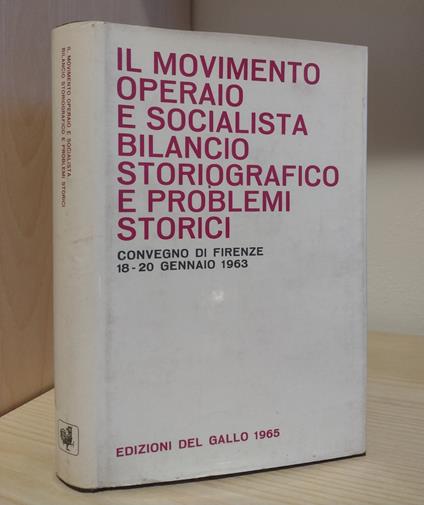 IL MOVIMENTO OPERAIO E SOCIALISTA
BILANCIO STORIOGRAFICO E PROBLEMI STORICI
IL MOVIMENTO
OPERAIO
E SOCIALISTA
BILANCIO
STORIOGRAFICO
E PROBLEMI
STORICI
CONVEGNO DI FIRENZE
18-20 GENNAIO 1963
EDIZIONI DEL GALLO 1965